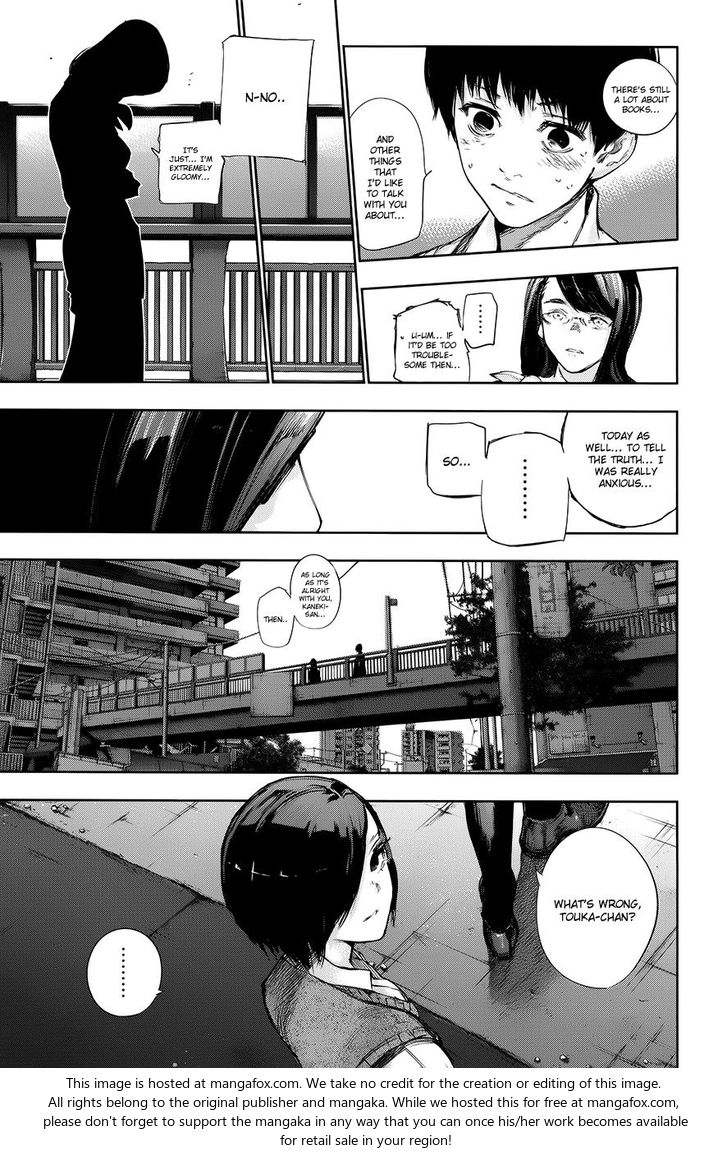 THERE'S STILL
A LOT ABOUT
BOOKS...
AND
OTHER
THINGS
THAT
I'D LIKE
TO TALK
WITH YOU
ABOUT...
N-NO..
IT'S
JUST... I'M
EXTREMELY
GLOOMY...
......
U-UM... IF
IT'D BE TOO
TROUBLE-
SOME THEN...
TODAY AS
WELL... TO TELL
THE TRUTH... I
WAS REALLY
ANXIOUS...
.......
SO...
AS LONG
AS IT'S
ALRIGHT
WITH YOU,
KANEKI-
SAN...
THEN..
WHAT'S WRONG,
TOUKA-CHAN?
........
This image is hosted at mangafox.com. We take no credit for the creation or editing of this image.
All rights belong to the original publisher and mangaka. While we hosted this for free at mangafox.com,
please don't forget to support the mangaka in any way that you can once his/her work becomes available
for retail sale in your region!